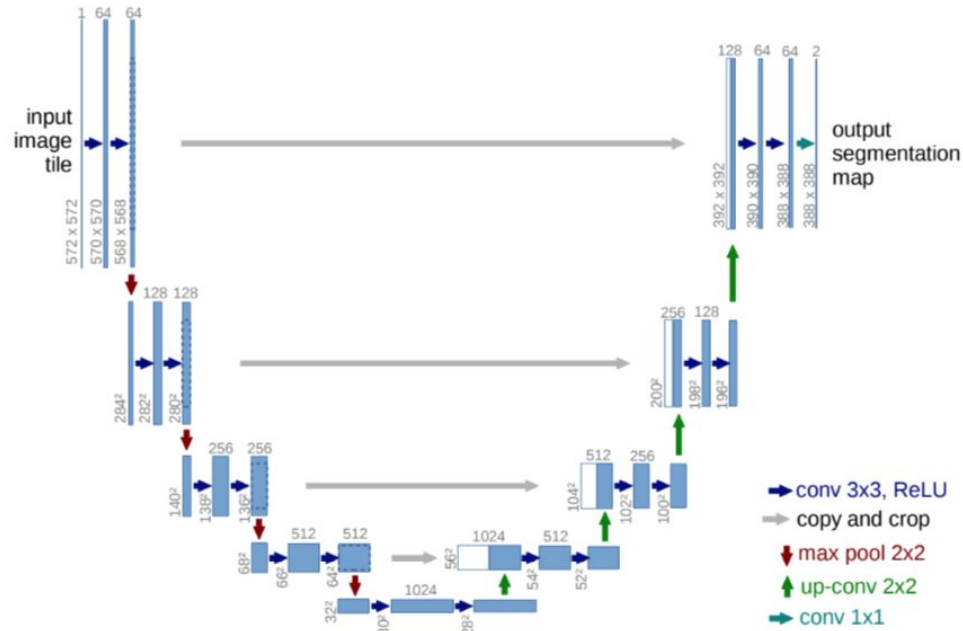 1 64 64
128 64 64 2
input
image
tile
output
segmentation
map
572 x 572
570 x 570
568 x 568
392 x 392
390 x 390
388 x 388
388 x 388
128 128
256 128
284²
282²
280²
200²
198²
196²
256 256
512 256
140²
138²
136²
104²
102²
100²
512 512
1024 512
68²
66²
64²
56²
54²
52²
1024
32²
28²
conv 3x3, ReLU
copy and crop
max pool 2x2
up-conv 2x2
conv 1x1